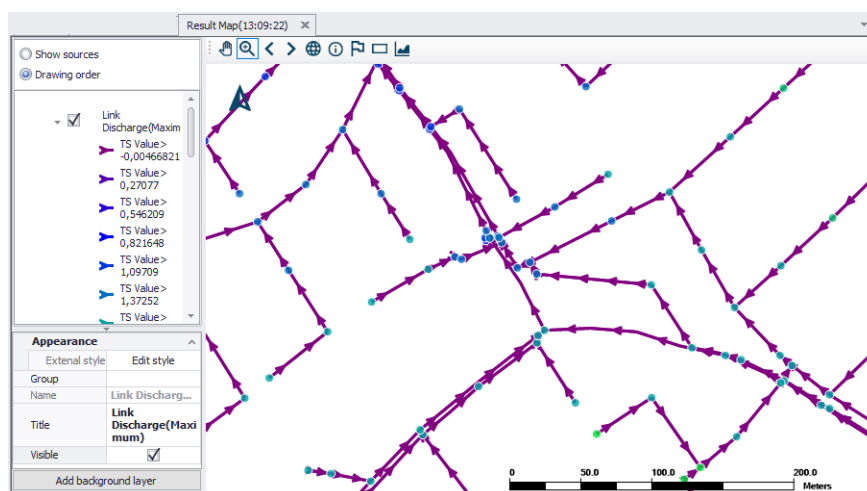 Result Map(13:09:22)
Show sources
Drawing order
Link
Discharge(Maxim
TS Value>
-0,00466821
TS Value>
0,27077
TS Value>
0,546209
TS Value>
0,821648
TS Value>
1,09709
TS Value>
1,37252
TS Value>
Appearance
Extenal style
Edit style
Group
Name
Link Discharg...
Title
Link
Discharge(Maxi
mum)
Visible
Add background layer
0 50.0 100.0 200.0
Meters